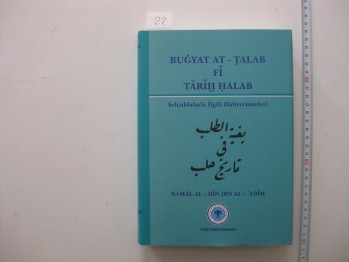 22
BUĠYAT AT - ṬALAB
FĪ
TĀRĪḪ ḤALAB
Selçuklularla İlgili Haltercümeleri
بغية الطلب
في
تاريخ حلب
KAMĀL AL - DĪN IBN AL - 'ADĪM